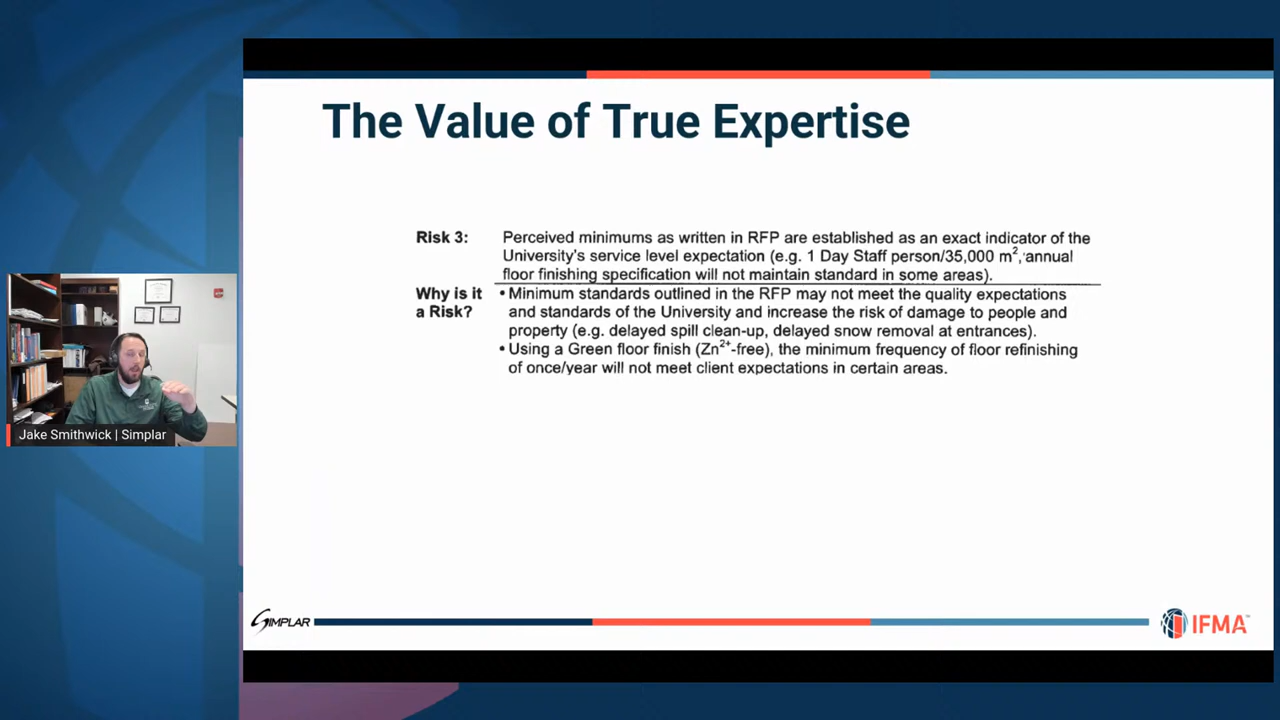 The Value of True Expertise
Risk 3: Perceived minimums as written in RFP are established as an exact indicator of the
University's service level expectation (e.g. 1 Day Staff person/35,000 m², annual
floor finishing specification will not maintain standard in some areas).
Why is it • Minimum standards outlined in the RFP may not meet the quality expectations
a Risk? and standards of the University and increase the risk of damage to people and
property (e.g. delayed spill clean-up, delayed snow removal at entrances).
• Using a Green floor finish (Zn²⁺-free), the minimum frequency of floor refinishing
of once/year will not meet client expectations in certain areas.
Jake Smithwick | Simplar
SIMPLAR
IFMA™